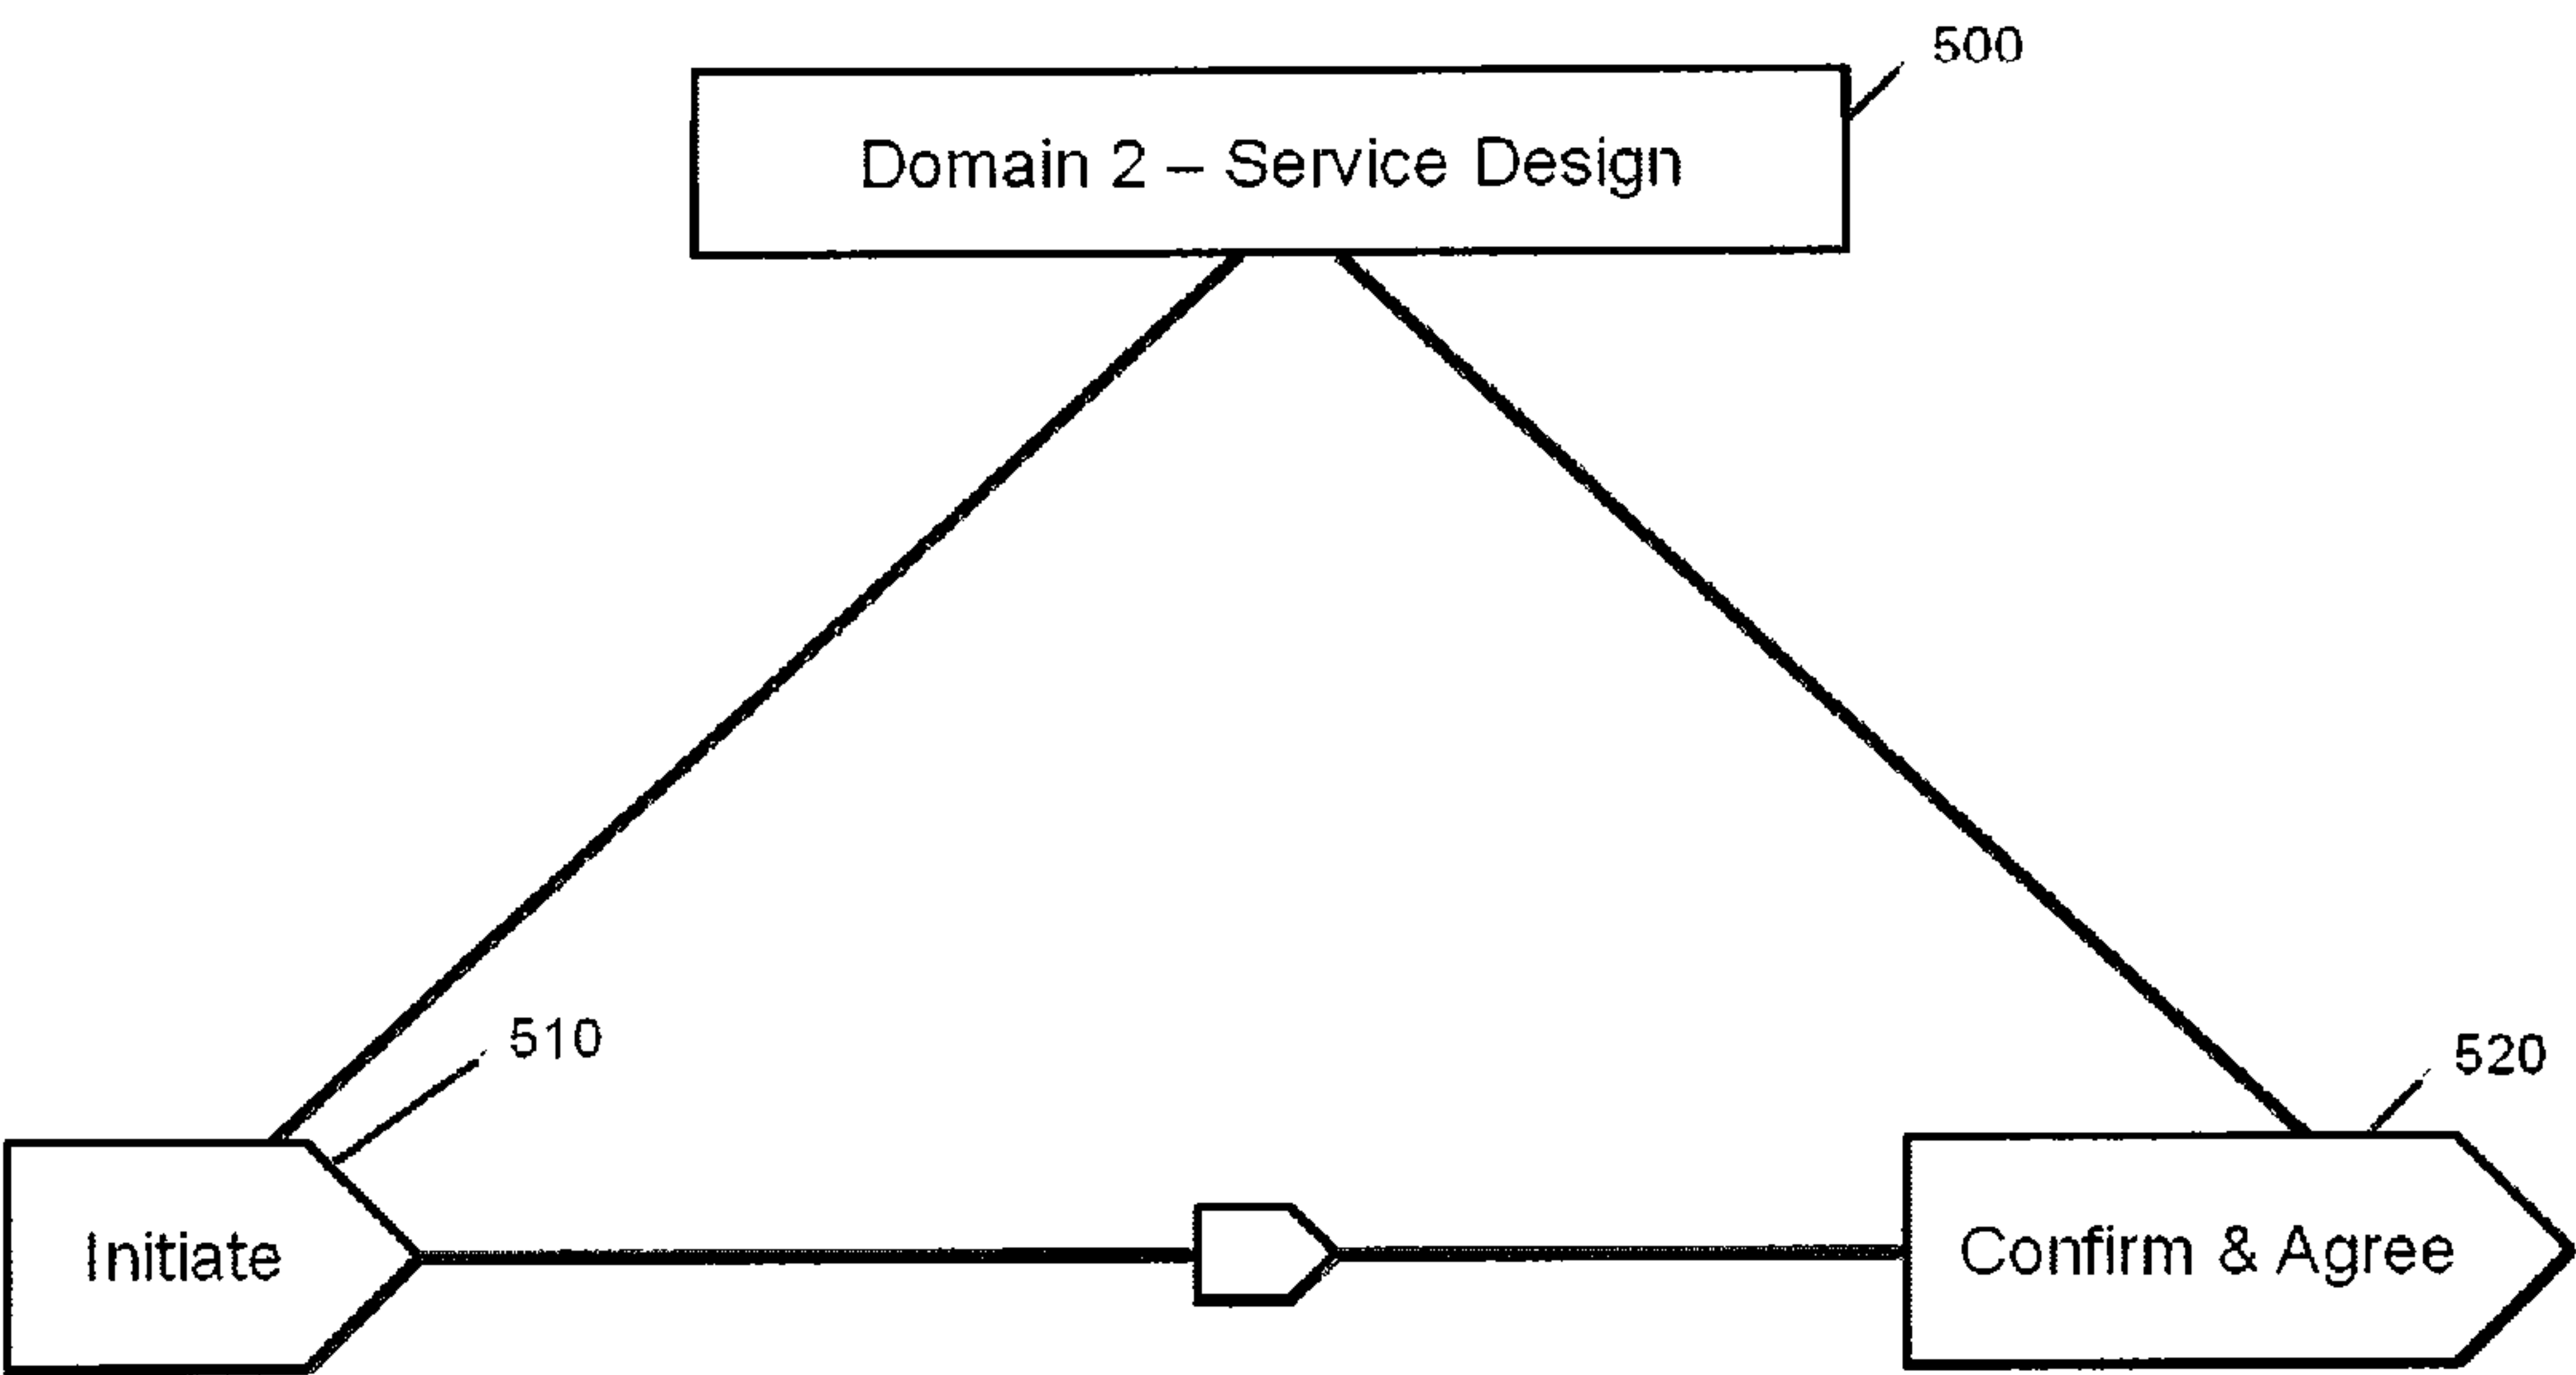 500
Domain 2 – Service Design
510
520
Initiate
Confirm & Agree